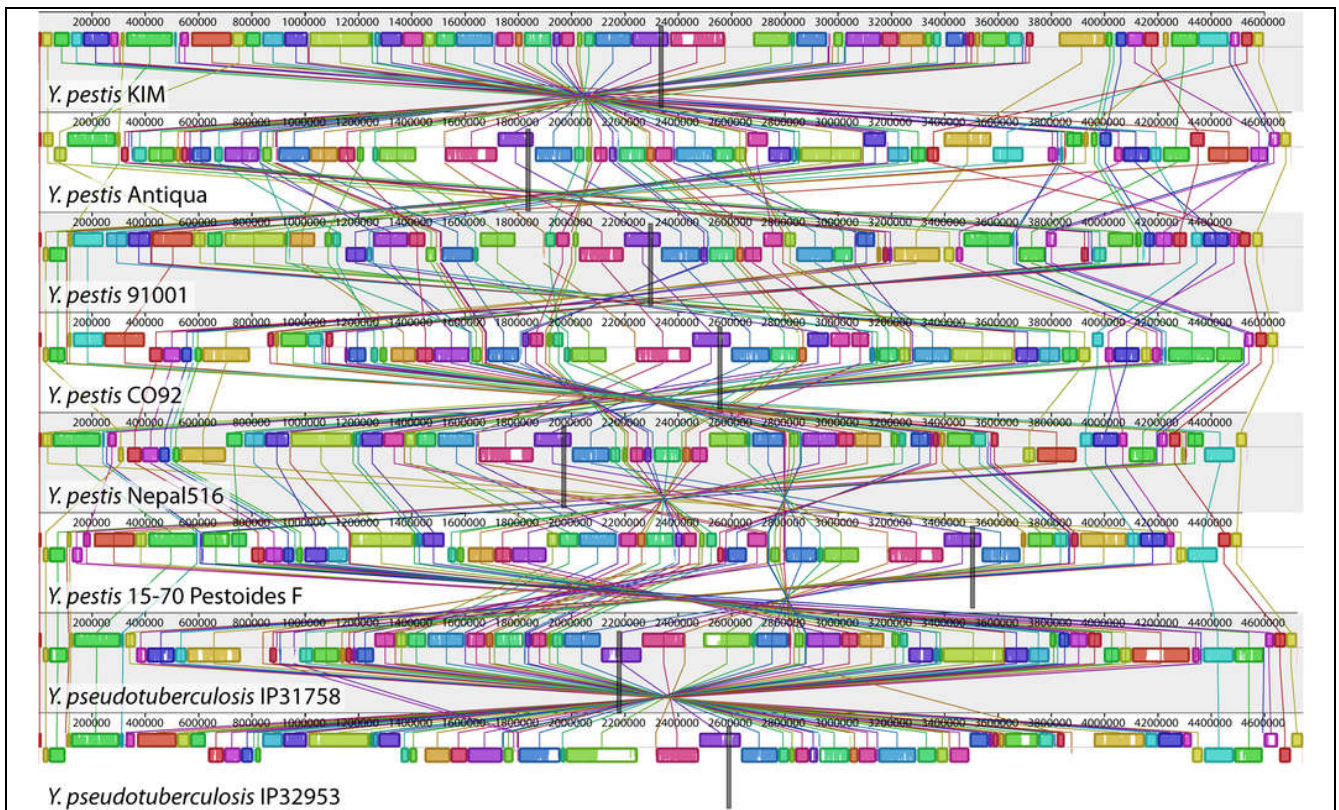 200000 400000 600000 800000 1000000 1200000 1400000 1600000 1800000 2000000 2200000 2400000 2600000 2800000 3000000 3200000 3400000 3600000 3800000 4000000 4200000 4400000 4600000
Y. pestis KIM
200000 400000 600000 800000 1000000 1200000 1400000 1600000 1800000 2000000 2200000 2400000 2600000 2800000 3000000 3200000 3400000 3600000 3800000 4000000 4200000 4400000 4600000
Y. pestis Antiqua
200000 400000 600000 800000 1000000 1200000 1400000 1600000 1800000 2000000 2200000 2400000 2600000 2800000 3000000 3200000 3400000 3600000 3800000 4000000 4200000 4400000
Y. pestis 91001
200000 400000 600000 800000 1000000 1200000 1400000 1600000 1800000 2000000 2200000 2400000 2600000 2800000 3000000 3200000 3400000 3600000 3800000 4000000 4200000 4400000 4600000
Y. pestis CO92
200000 400000 600000 800000 1000000 1200000 1400000 1600000 1800000 2000000 2200000 2400000 2600000 2800000 3000000 3200000 3400000 3600000 3800000 4000000 4200000 4400000
Y. pestis Nepal516
200000 400000 600000 800000 1000000 1200000 1400000 1600000 1800000 2000000 2200000 2400000 2600000 2800000 3000000 3200000 3400000 3600000 3800000 4000000 4200000 4400000
Y. pestis 15-70 Pestoides F
200000 400000 600000 800000 1000000 1200000 1400000 1600000 1800000 2000000 2200000 2400000 2600000 2800000 3000000 3200000 3400000 3600000 3800000 4000000 4200000 4400000 4600000
Y. pseudotuberculosis IP31758
200000 400000 600000 800000 1000000 1200000 1400000 1600000 1800000 2000000 2200000 2400000 2600000 2800000 3000000 3200000 3400000 3600000 3800000 4000000 4200000 4400000 4600000
Y. pseudotuberculosis IP32953